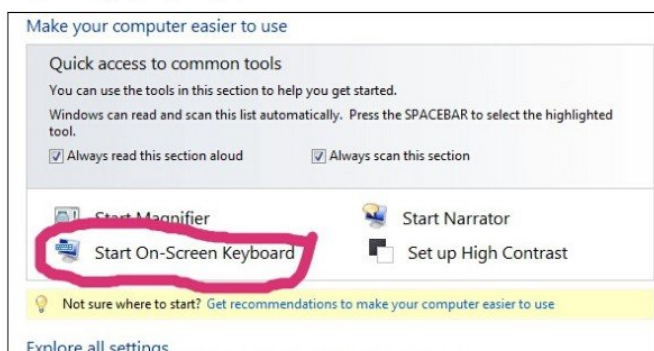 Make your computer easier to use
Quick access to common tools
You can use the tools in this section to help you get started.
Windows can read and scan this list automatically. Press the SPACEBAR to select the highlighted
tool.
Always read this section aloud Always scan this section
Start Magnifier Start Narrator
Start On-Screen Keyboard Set up High Contrast
Not sure where to start? Get recommendations to make your computer easier to use
Explore all settings